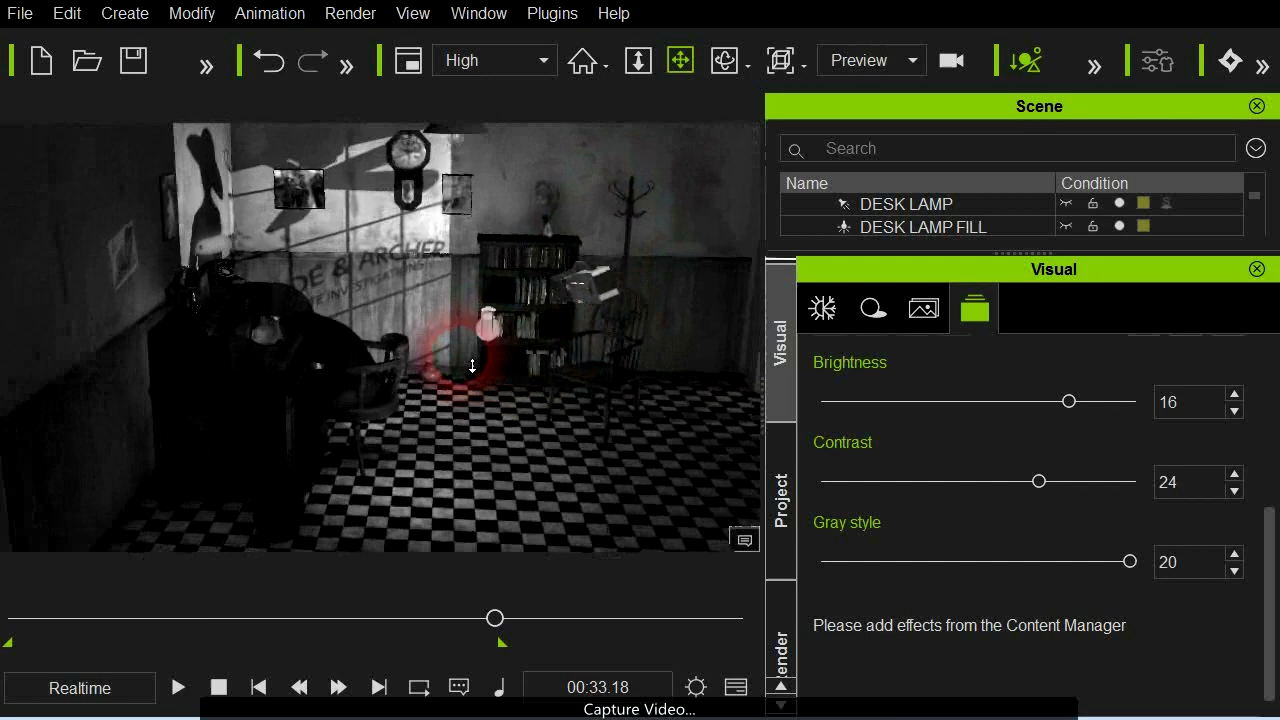 File Edit Create Modify Animation Render View Window Plugins Help
High
Preview
Scene
Search
Name Condition
DESK LAMP
DESK LAMP FILL
Visual
Visual
Project
Brightness
16
Contrast
24
Gray style
20
Please add effects from the Content Manager
DE & ARCHER
Realtime
00:33.18
Capture Video...